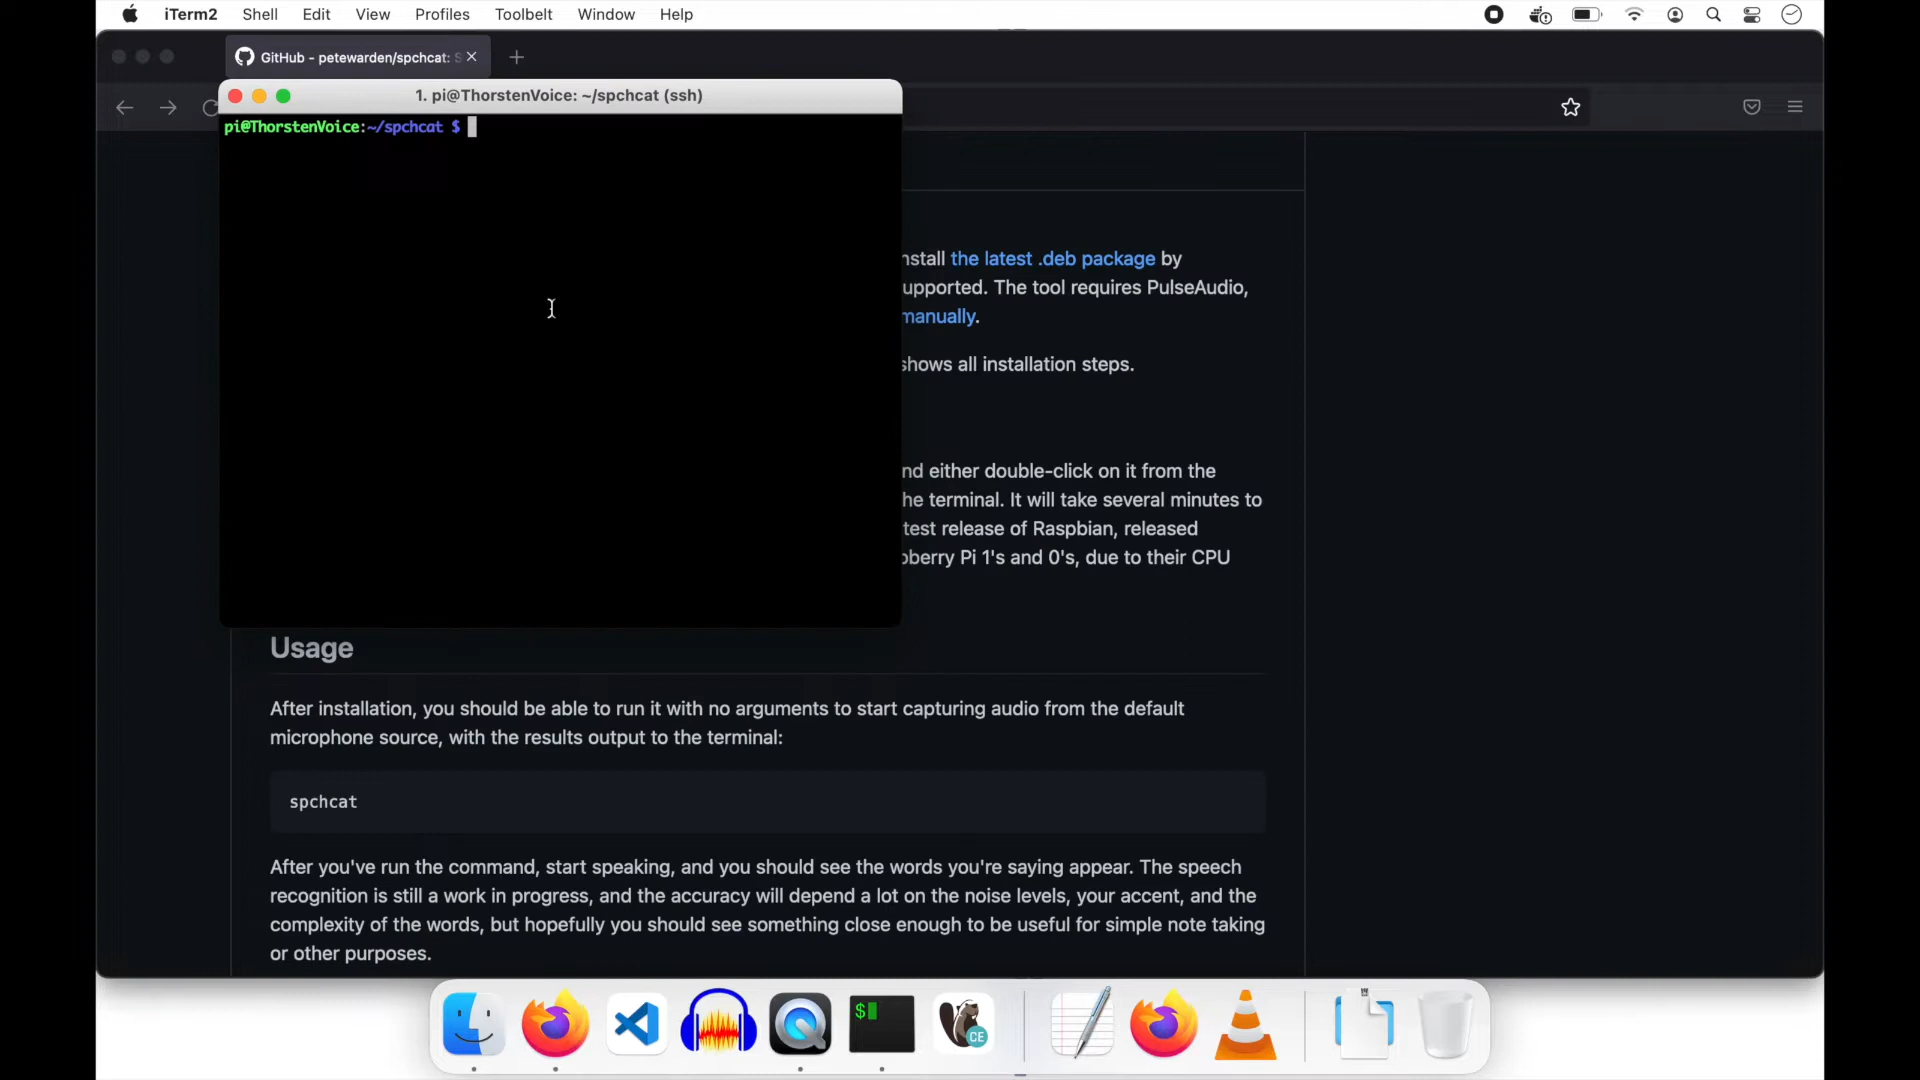 iTerm2 Shell Edit View Profiles Toolbelt Window Help
GitHub - petewarden/spchcat: S
1. pi@ThorstenVoice: ~/spchcat (ssh)
pi@ThorstenVoice:~/spchcat $
nstall the latest .deb package by
upported. The tool requires PulseAudio,
manually.
shows all installation steps.
nd either double-click on it from the
he terminal. It will take several minutes to
test release of Raspbian, released
berry Pi 1's and 0's, due to their CPU
Usage
After installation, you should be able to run it with no arguments to start capturing audio from the default
microphone source, with the results output to the terminal:
spchcat
After you've run the command, start speaking, and you should see the words you're saying appear. The speech
recognition is still a work in progress, and the accuracy will depend a lot on the noise levels, your accent, and the
complexity of the words, but hopefully you should see something close enough to be useful for simple note taking
or other purposes.
$
CE